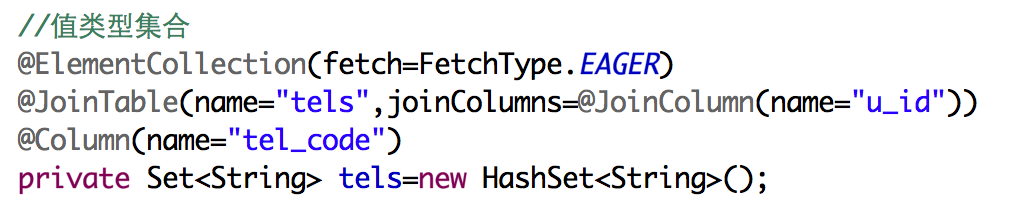 //值类型集合
@ElementCollection(fetch=FetchType.EAGER)
@JoinTable(name="tels",joinColumns=@JoinColumn(name="u_id"))
@Column(name="tel_code")
private Set<String> tels=new HashSet<String>();